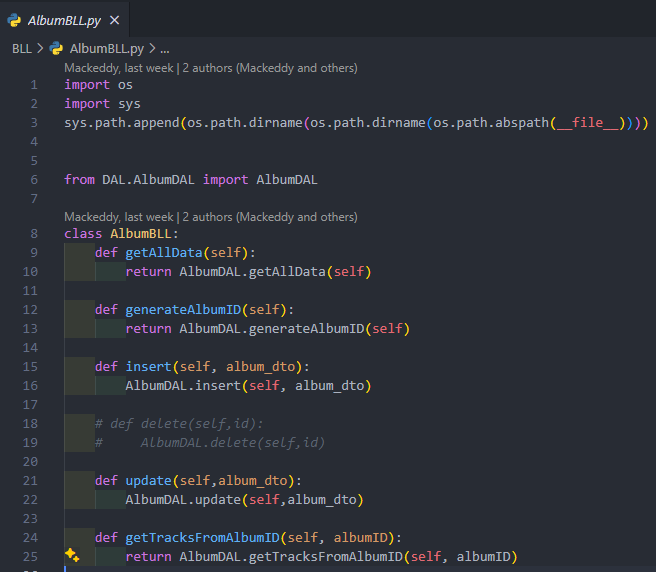 AlbumBLL.py
BLL > AlbumBLL.py > ...
Mackeddy, last week | 2 authors (Mackeddy and others)
1 import os
2 import sys
3 sys.path.append(os.path.dirname(os.path.dirname(os.path.abspath(__file__))))
4
5
6 from DAL.AlbumDAL import AlbumDAL
7
Mackeddy, last week | 2 authors (Mackeddy and others)
8 class AlbumBLL:
9     def getAllData(self):
10         return AlbumDAL.getAllData(self)
11
12     def generateAlbumID(self):
13         return AlbumDAL.generateAlbumID(self)
14
15     def insert(self, album_dto):
16         AlbumDAL.insert(self, album_dto)
17
18     # def delete(self,id):
19     #     AlbumDAL.delete(self,id)
20
21     def update(self,album_dto):
22         AlbumDAL.update(self,album_dto)
23
24     def getTracksFromAlbumID(self, albumID):
25         return AlbumDAL.getTracksFromAlbumID(self, albumID)